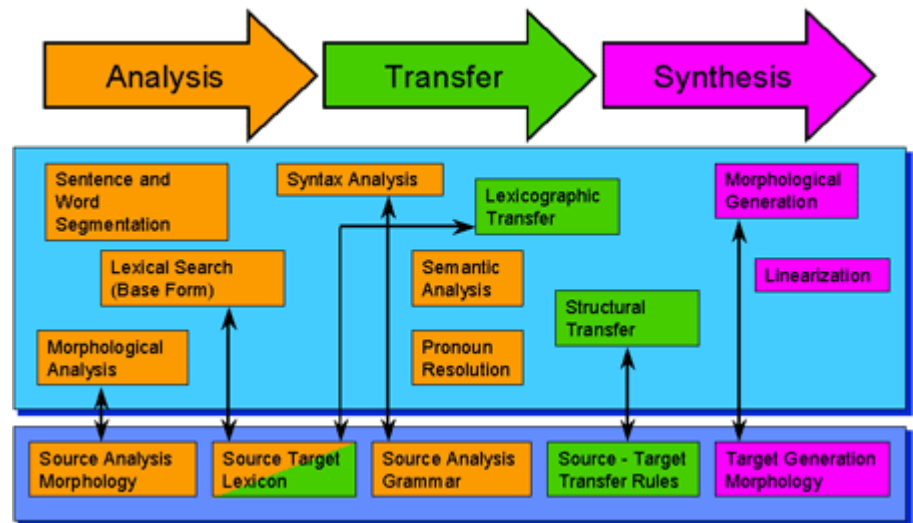 Analysis
Transfer
Synthesis
Sentence and
Word
Segmentation
Syntax Analysis
Lexicographic
Transfer
Morphological
Generation
Lexical Search
(Base Form)
Semantic
Analysis
Linearization
Structural
Transfer
Morphological
Analysis
Pronoun
Resolution
Source Analysis
Morphology
Source Target
Lexicon
Source Analysis
Grammar
Source - Target
Transfer Rules
Target Generation
Morphology